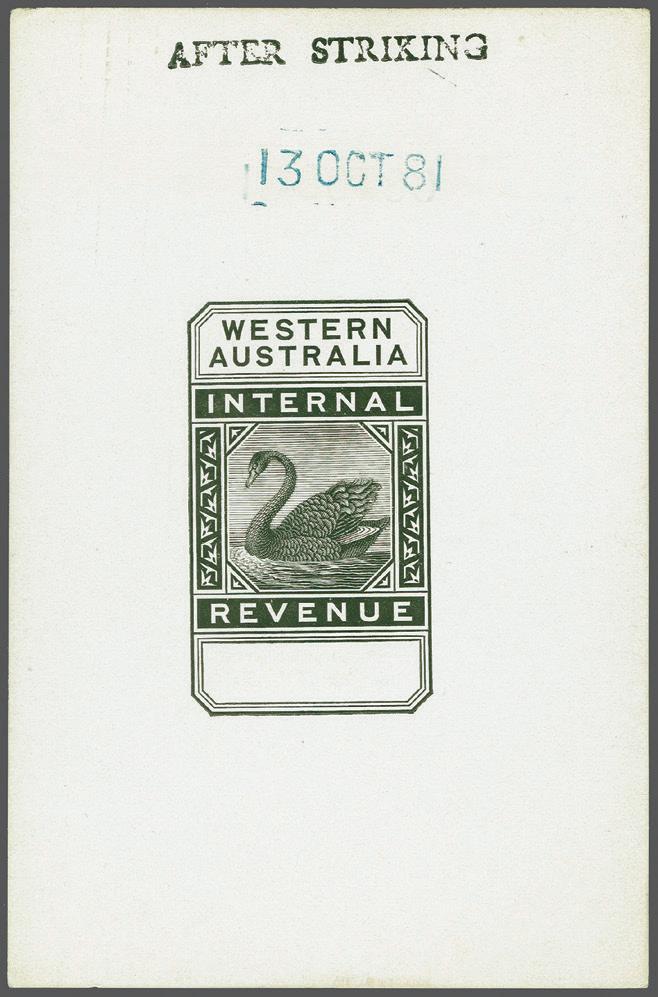 AFTER STRIKING
13 OCT 81
WESTERN
AUSTRALIA
INTERNAL
REVENUE